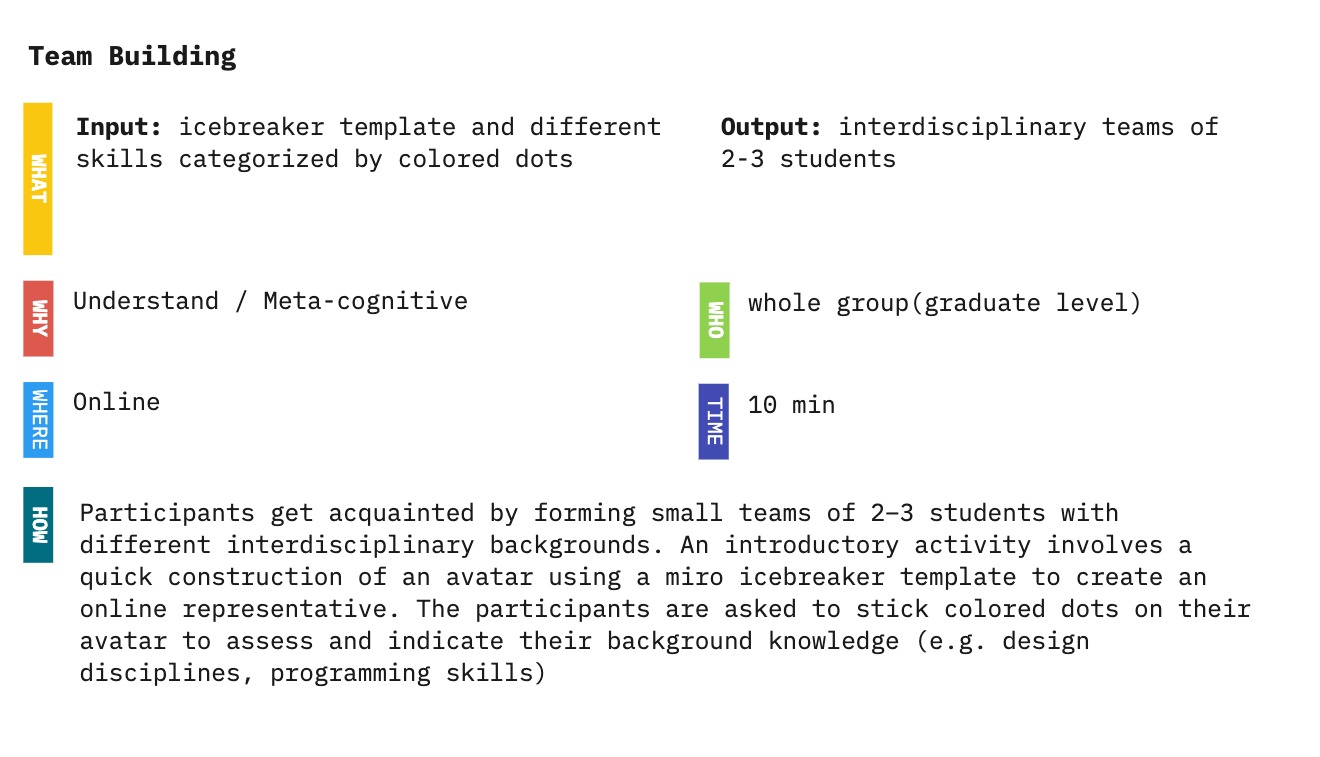 Team Building
WHAT
Input: icebreaker template and different
skills categorized by colored dots
Output: interdisciplinary teams of
2-3 students
WHY
Understand / Meta-cognitive
WHO
whole group(graduate level)
WHERE
Online
TIME
10 min
HOW
Participants get acquainted by forming small teams of 2–3 students with
different interdisciplinary backgrounds. An introductory activity involves a
quick construction of an avatar using a miro icebreaker template to create an
online representative. The participants are asked to stick colored dots on their
avatar to assess and indicate their background knowledge (e.g. design
disciplines, programming skills)